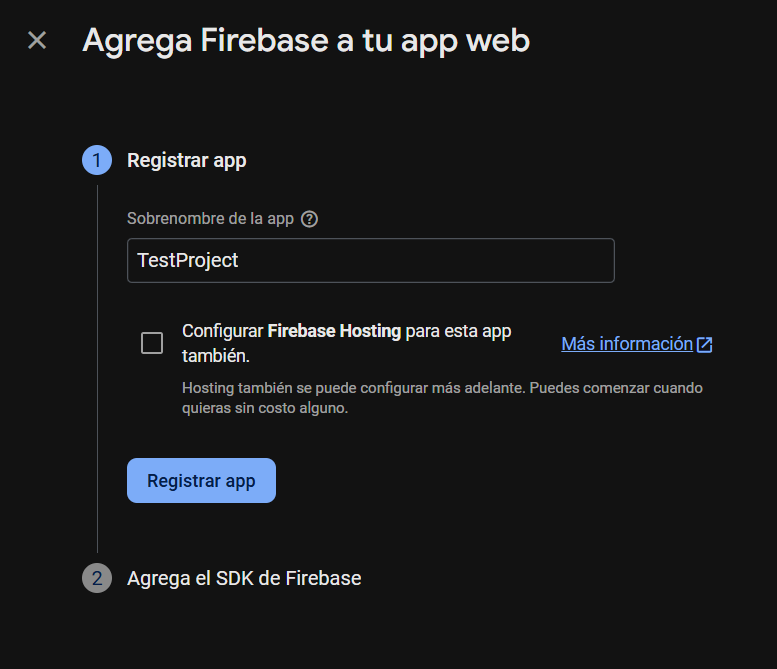 Agrega Firebase a tu app web
1
Registrar app
Sobrenombre de la app
TestProject
Configurar Firebase Hosting para esta app
también.
Más información
Hosting también se puede configurar más adelante. Puedes comenzar cuando
quieras sin costo alguno.
Registrar app
2
Agrega el SDK de Firebase